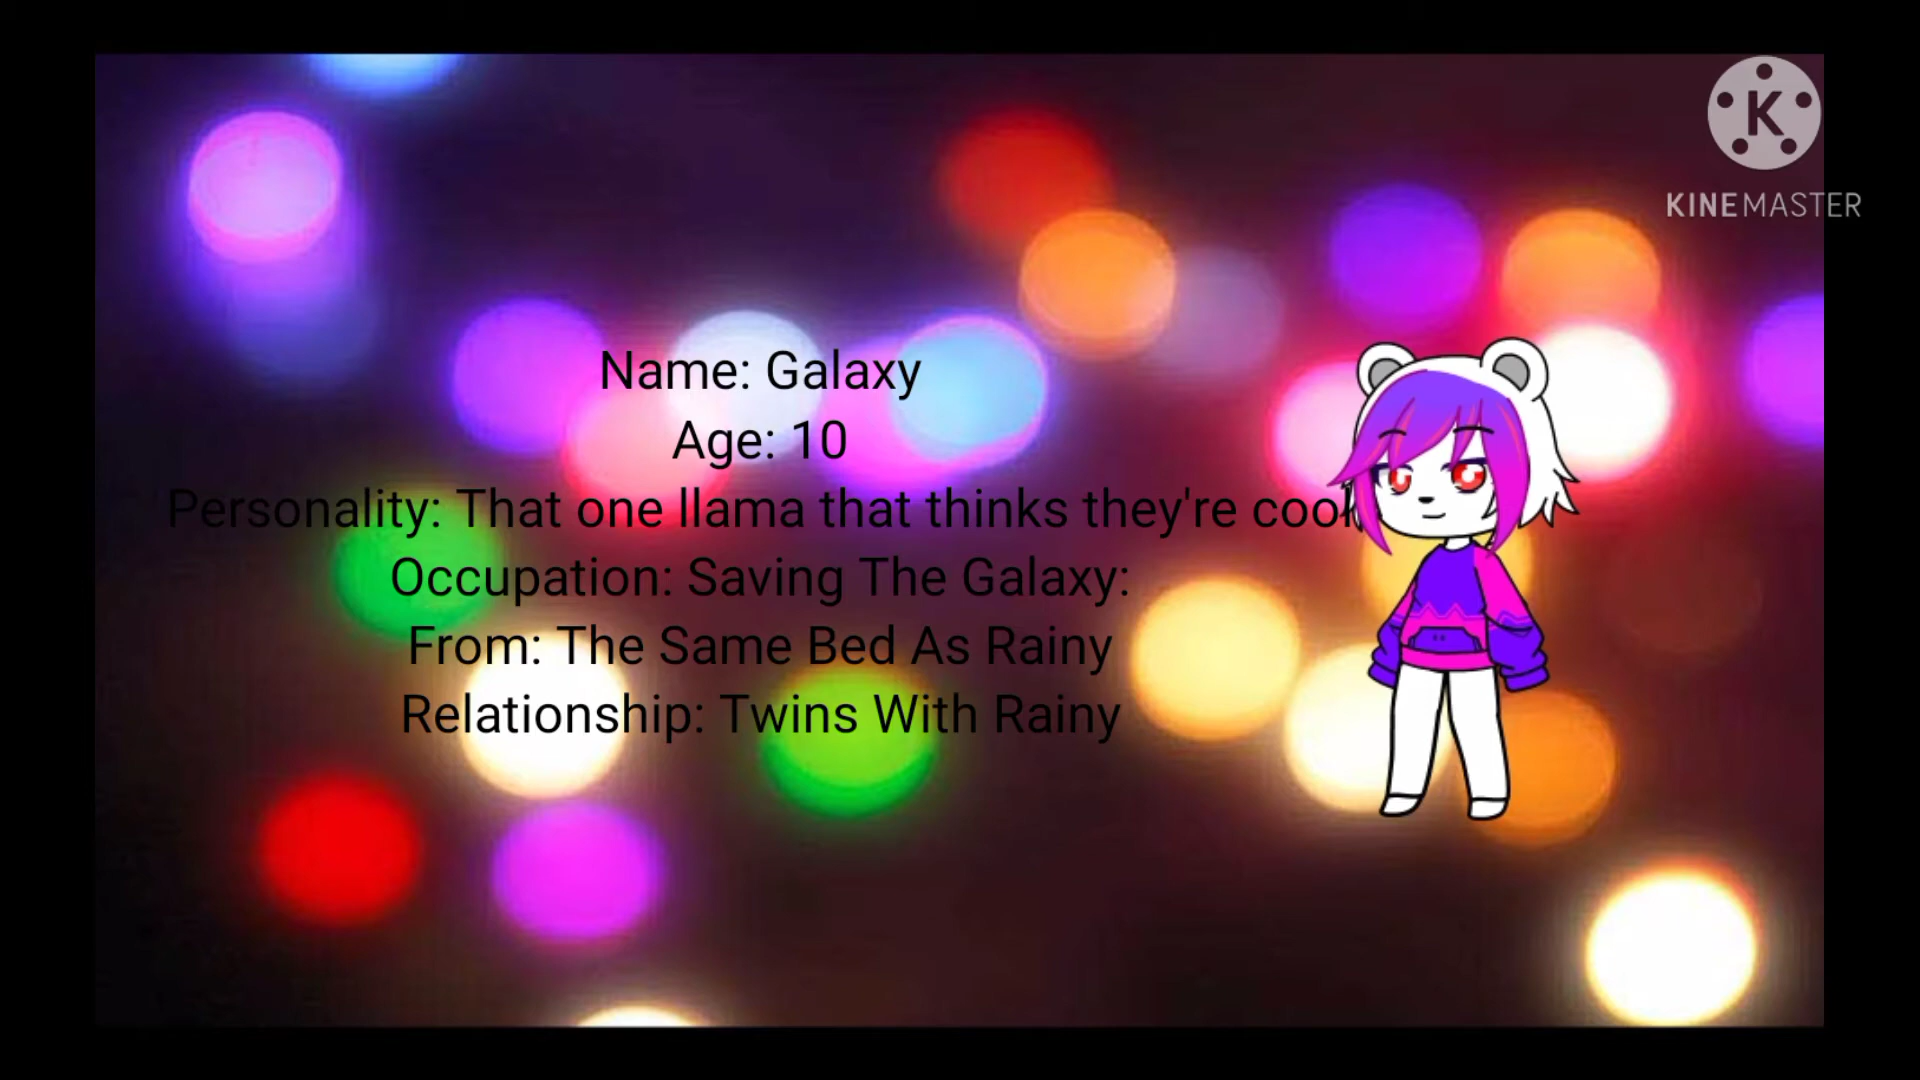 K
KINEMASTER
Name: Galaxy
Age: 10
Personality: That one llama that thinks they're cool
Occupation: Saving The Galaxy:
From: The Same Bed As Rainy
Relationship: Twins With Rainy